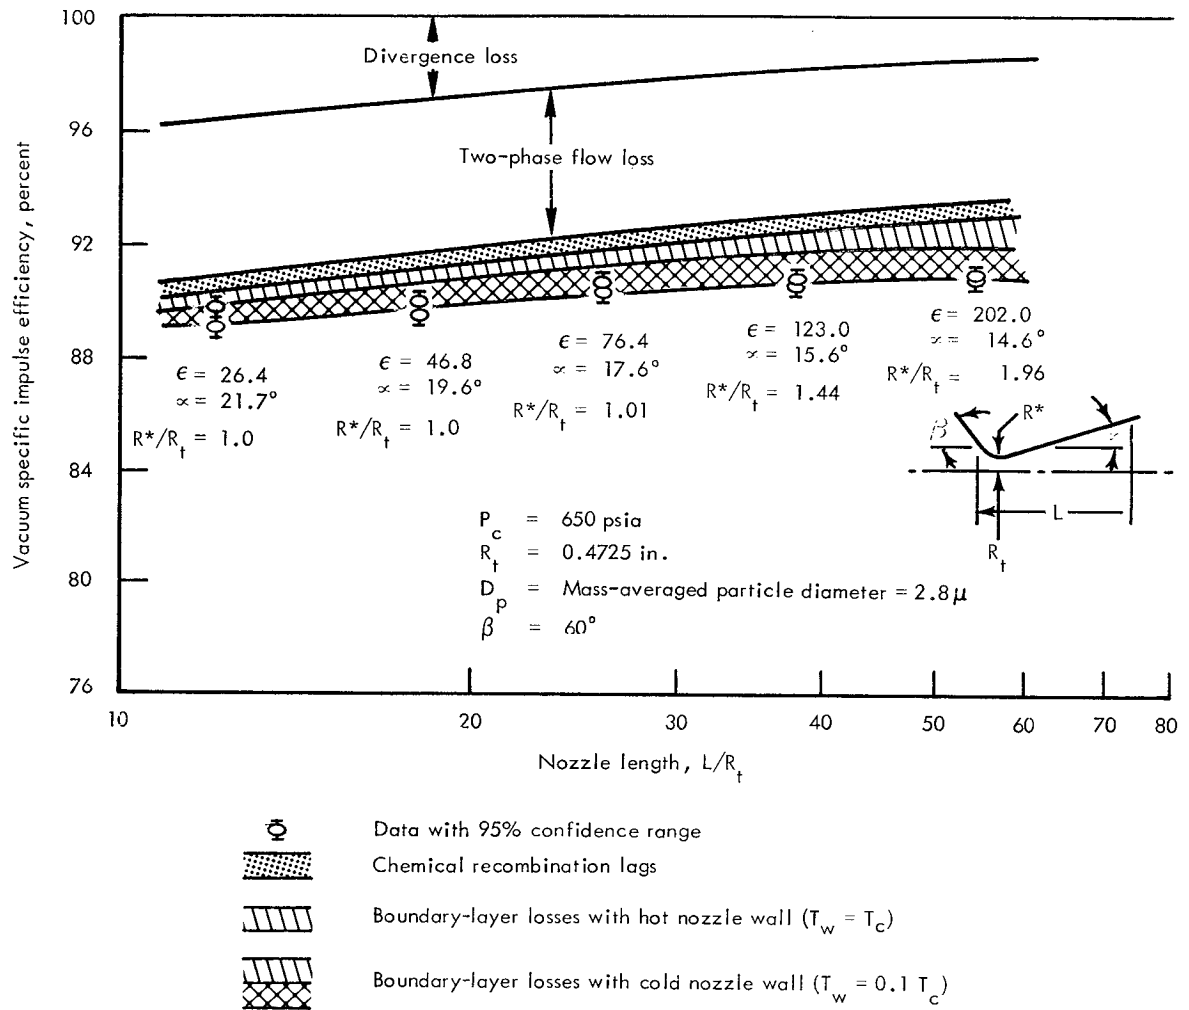 100
96
92
88
84
80
76
Vacuum specific impulse efficiency, percent
Divergence loss
Two-phase flow loss
ϵ = 26.4
∝ = 21.7°
R*/Rt = 1.0
ϵ = 46.8
∝ = 19.6°
R*/Rt = 1.0
ϵ = 76.4
∝ = 17.6°
R*/Rt = 1.01
ϵ = 123.0
∝ = 15.6°
R*/Rt = 1.44
ϵ = 202.0
∝ = 14.6°
R*/Rt = 1.96
β
R*
∝
L
Rt
Pc = 650 psia
Rt = 0.4725 in.
Dp = Mass-averaged particle diameter = 2.8μ
β = 60°
10 20 30 40 50 60 70 80
Nozzle length, L/Rt
Data with 95% confidence range
Chemical recombination lags
Boundary-layer losses with hot nozzle wall (Tw = Tc)
Boundary-layer losses with cold nozzle wall (Tw = 0.1 Tc)